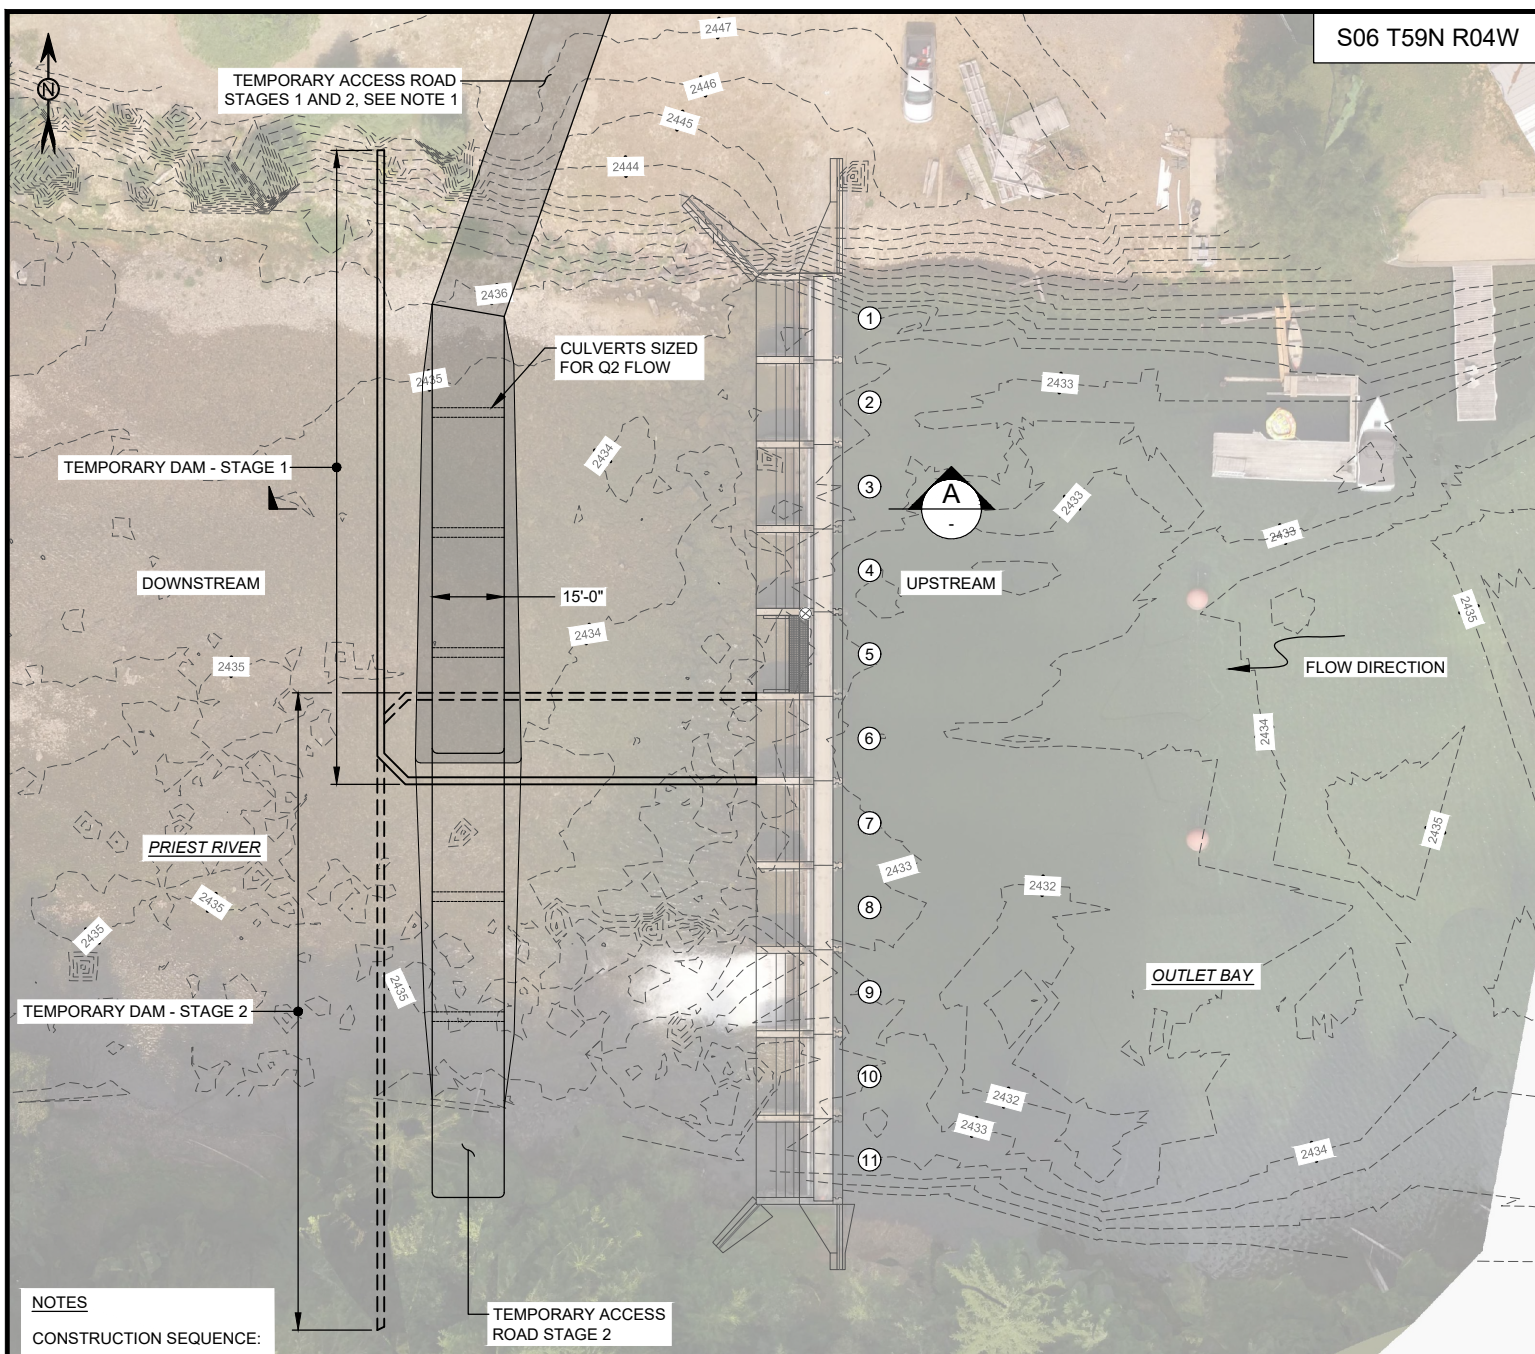 S06 T59N R04W
N
TEMPORARY ACCESS ROAD
STAGES 1 AND 2, SEE NOTE 1
2447
2446
2445
2444
2436
CULVERTS SIZED
FOR Q2 FLOW
2435
1
2
2433
2434
TEMPORARY DAM - STAGE 1
3
A
-
2433
2433
DOWNSTREAM
4
UPSTREAM
15'-0"
2435
2434
5
2435
FLOW DIRECTION
6
2434
7
2435
PRIEST RIVER
2433
2432
2435
8
2435
OUTLET BAY
2435
9
TEMPORARY DAM - STAGE 2
10
2432
2433
11
2434
NOTES
CONSTRUCTION SEQUENCE:
TEMPORARY ACCESS
ROAD STAGE 2